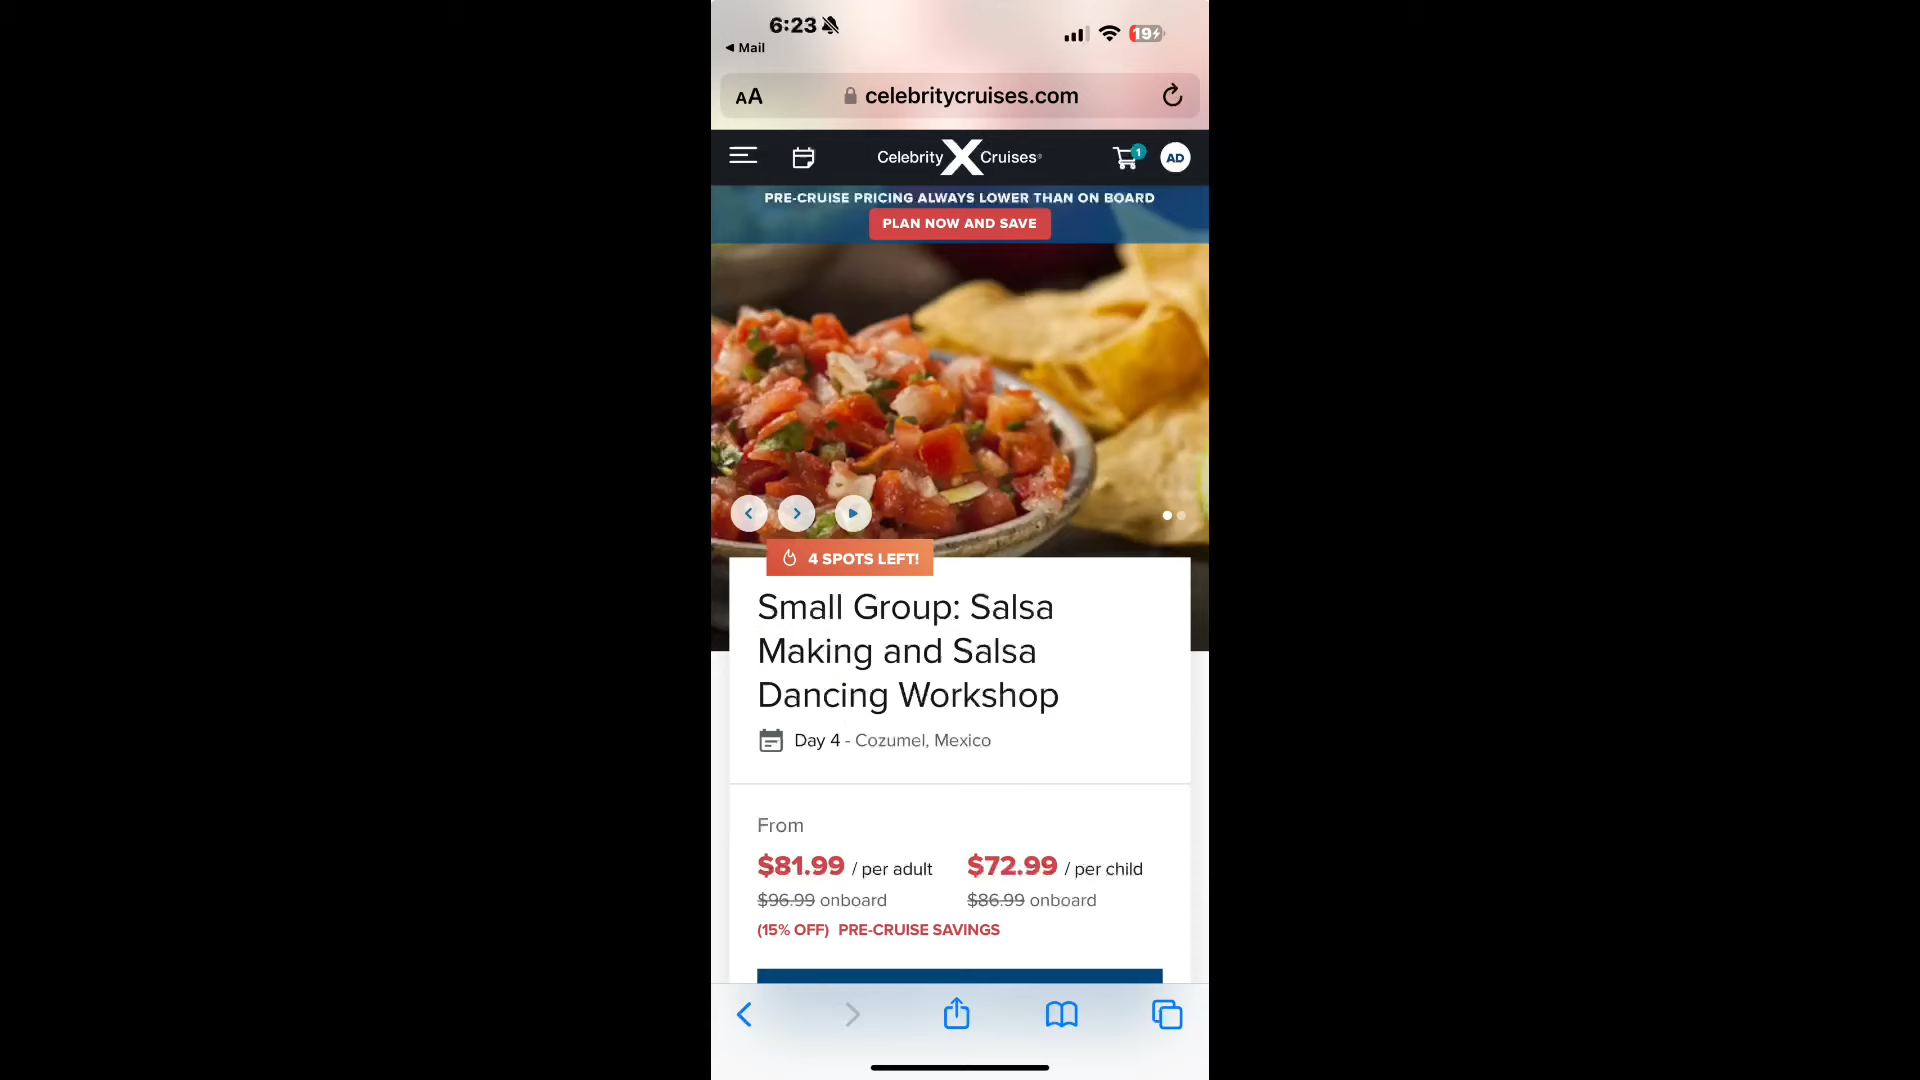 6:23
19
◀ Mail
AA celebritycruises.com
Celebrity X Cruises®
1
AD
PRE-CRUISE PRICING ALWAYS LOWER THAN ON BOARD
PLAN NOW AND SAVE
4 SPOTS LEFT!
Small Group: Salsa
Making and Salsa
Dancing Workshop
Day 4 - Cozumel, Mexico
From
$81.99 / per adult $72.99 / per child
$96.99 onboard $86.99 onboard
(15% OFF) PRE-CRUISE SAVINGS